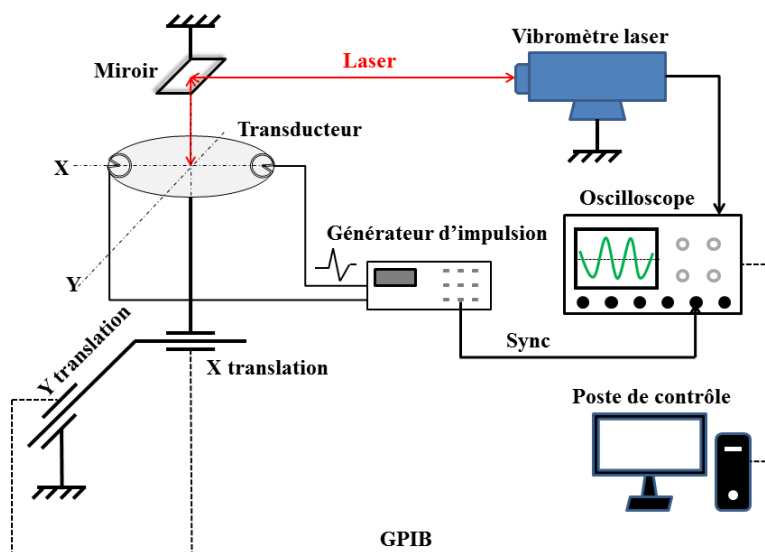 Vibromètre laser
Miroir
Laser
Transducteur
X
Oscilloscope
Générateur d’impulsion
Y
Y translation
Sync
X translation
Poste de contrôle
GPIB